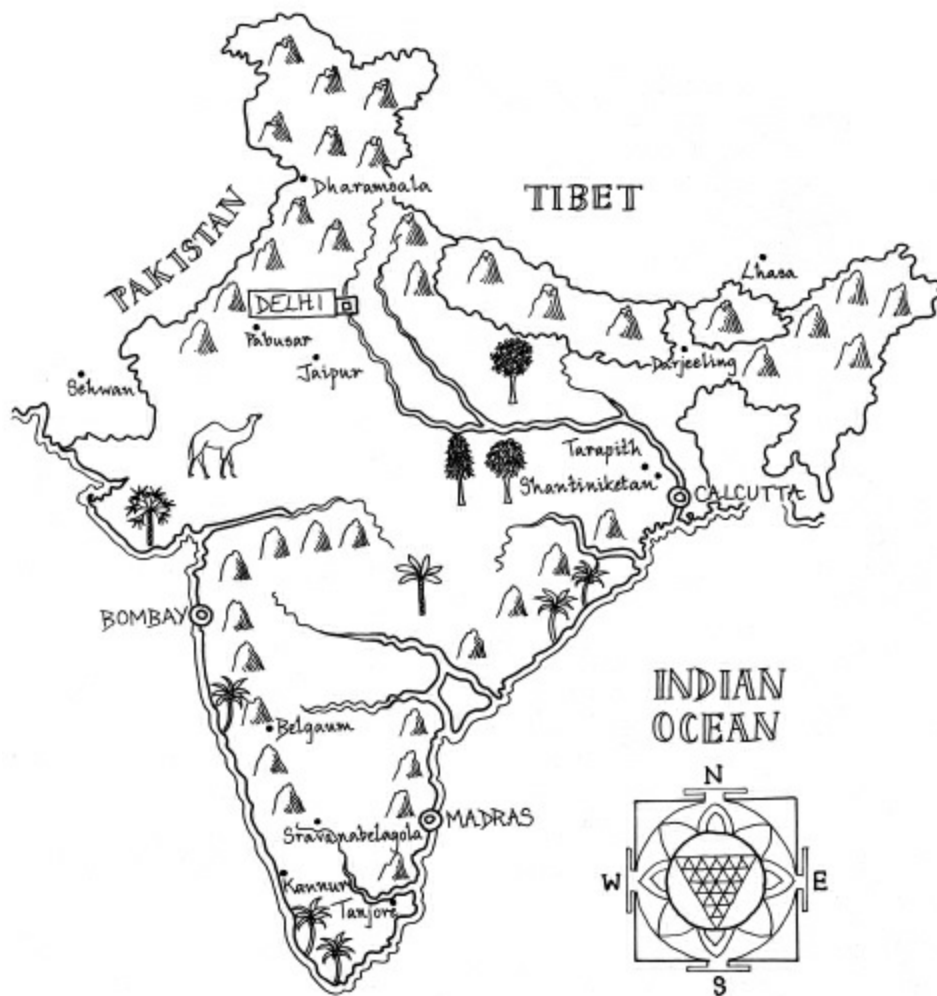 Dharamsala
TIBET
PAKISTAN
Lhasa
DELHI
Pabusar
Darjeeling
Jaipur
Sehwan
Tarapith
Shantiniketan
CALCUTTA
BOMBAY
INDIAN
OCEAN
Belgaum
N
MADRAS
Sravanabelagola
Kannur
W
E
Tanjore
S